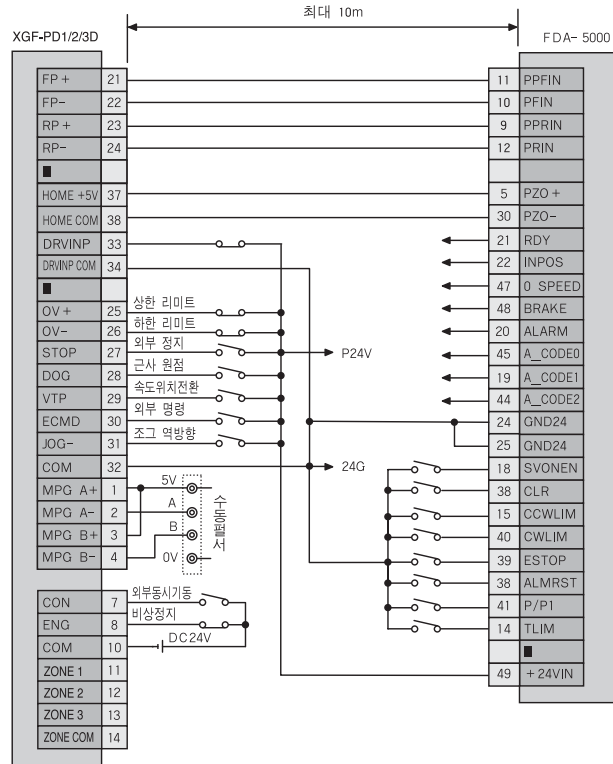 최대 10m
XGF-PD1/2/3D
FDA- 5000
FP + 21
FP- 22
RP + 23
RP- 24
HOME +5V 37
HOME COM 38
DRVINP 33
DRVINP COM 34
OV + 25 상한 리미트
OV- 26 하한 리미트
STOP 27 외부 정지
DOG 28 근사 원점
VTP 29 속도위치전환
ECMD 30 외부 명령
JOG- 31 조그 역방향
COM 32
MPG A+ 1 5V
MPG A- 2 A
MPG B+ 3 B
MPG B- 4 0V
수동펄서
P24V
24G
CON 7 외부동시기동
ENG 8 비상정지
COM 10 DC24V
ZONE 1 11
ZONE 2 12
ZONE 3 13
ZONE COM 14
11 PPFIN
10 PFIN
9 PPRIN
12 PRIN
5 PZO +
30 PZO-
21 RDY
22 INPOS
47 0 SPEED
48 BRAKE
20 ALARM
45 A_CODE0
19 A_CODE1
44 A_CODE2
24 GND24
25 GND24
18 SVONEN
38 CLR
15 CCWLIM
40 CWLIM
39 ESTOP
38 ALMRST
41 P/P1
14 TLIM
49 +24VIN